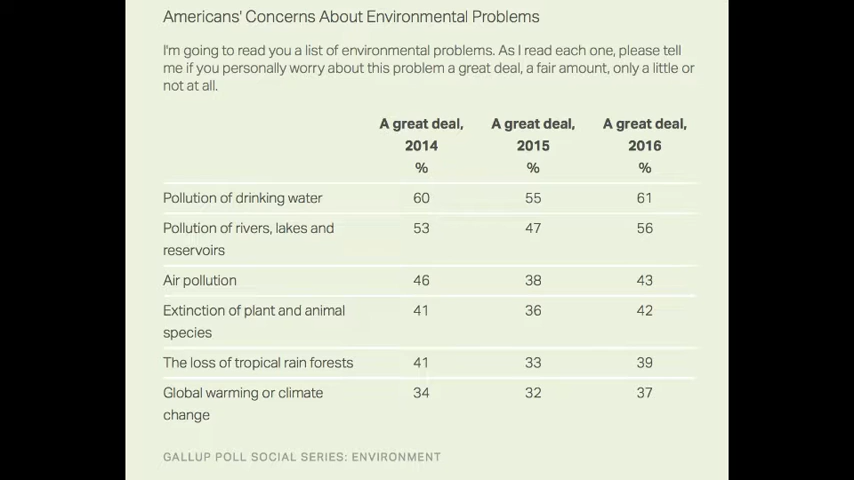 Americans' Concerns About Environmental Problems
I'm going to read you a list of environmental problems. As I read each one, please tell
me if you personally worry about this problem a great deal, a fair amount, only a little or
not at all.
A great deal, A great deal, A great deal,
2014 2015 2016
% % %
Pollution of drinking water 60 55 61
Pollution of rivers, lakes and 53 47 56
reservoirs
Air pollution 46 38 43
Extinction of plant and animal 41 36 42
species
The loss of tropical rain forests 41 33 39
Global warming or climate 34 32 37
change
GALLUP POLL SOCIAL SERIES: ENVIRONMENT